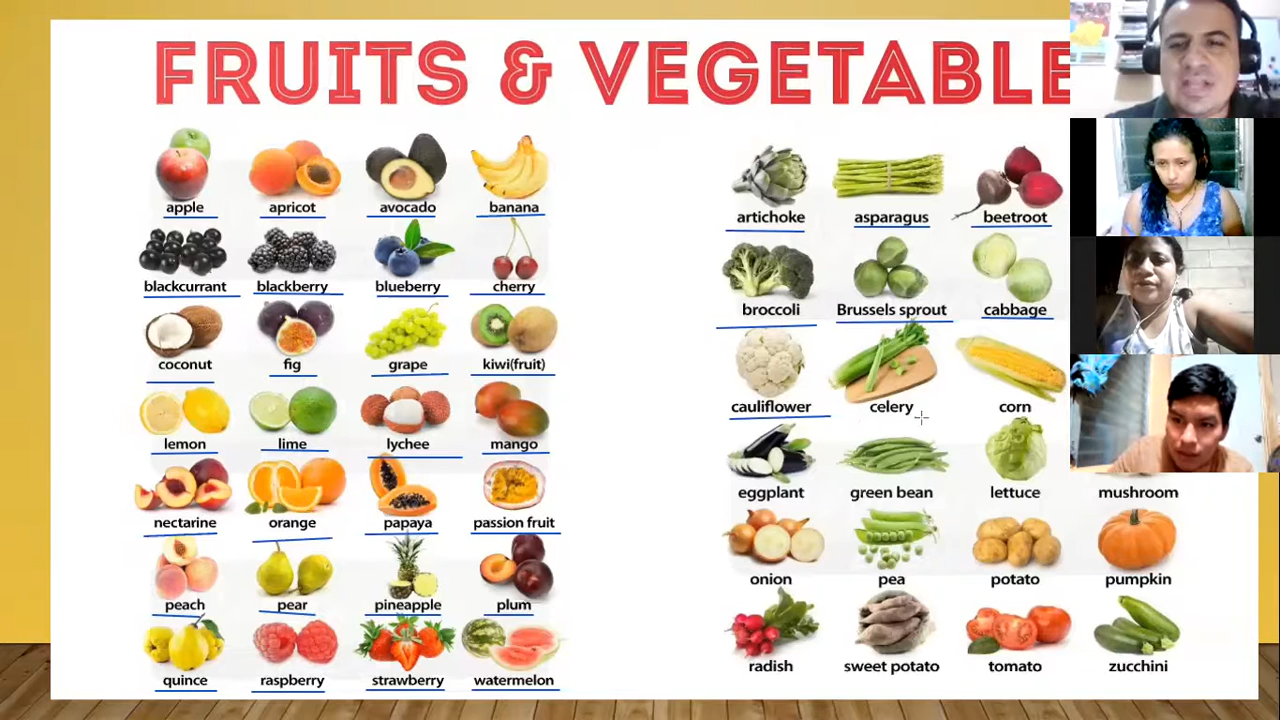 FRUITS & VEGETABLE
apple apricot avocado banana
blackcurrant blackberry blueberry cherry
coconut fig grape kiwi(fruit)
lemon lime lychee mango
nectarine orange papaya passion fruit
peach pear pineapple plum
quince raspberry strawberry watermelon
artichoke asparagus beetroot
broccoli Brussels sprout cabbage
cauliflower celery corn
eggplant green bean lettuce mushroom
onion pea potato pumpkin
radish sweet potato tomato zucchini